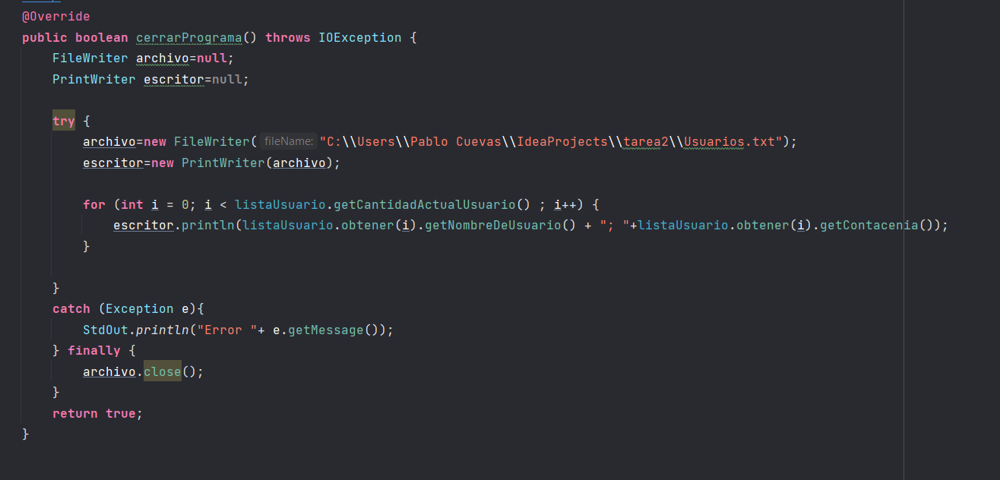 @Override
public boolean cerrarPrograma() throws IOException {
FileWriter archivo=null;
PrintWriter escritor=null;
try {
archivo=new FileWriter( fileName: "C:\\Users\\Pablo Cuevas\\IdeaProjects\\tarea2\\Usuarios.txt");
escritor=new PrintWriter(archivo);
for (int i = 0; i < listaUsuario.getCantidadActualUsuario() ; i++) {
escritor.println(listaUsuario.obtener(i).getNombreDeUsuario() + "; "+listaUsuario.obtener(i).getContacenia());
}
}
catch (Exception e){
StdOut.println("Error "+ e.getMessage());
} finally {
archivo.close();
}
return true;
}